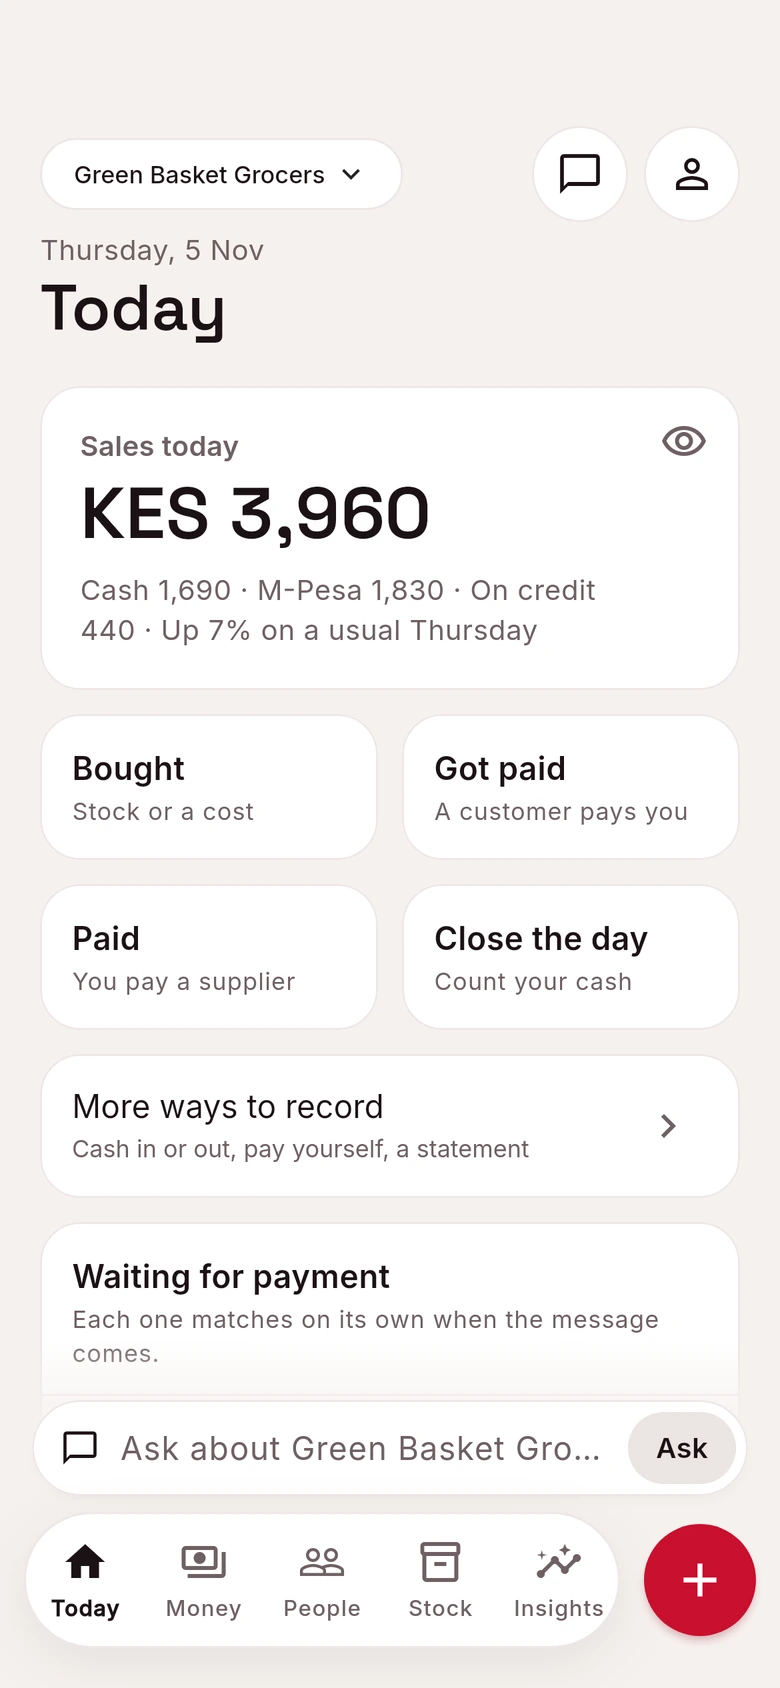 Green Basket Grocers
Thursday, 5 Nov
Today
Sales today
KES 3,960
Cash 1,690 · M-Pesa 1,830 · On credit
440 · Up 7% on a usual Thursday
Bought
Stock or a cost
Got paid
A customer pays you
Paid
You pay a supplier
Close the day
Count your cash
More ways to record
Cash in or out, pay yourself, a statement
Waiting for payment
Each one matches on its own when the message
comes.
Ask about Green Basket Gro...
Ask
Today
Money
People
Stock
Insights